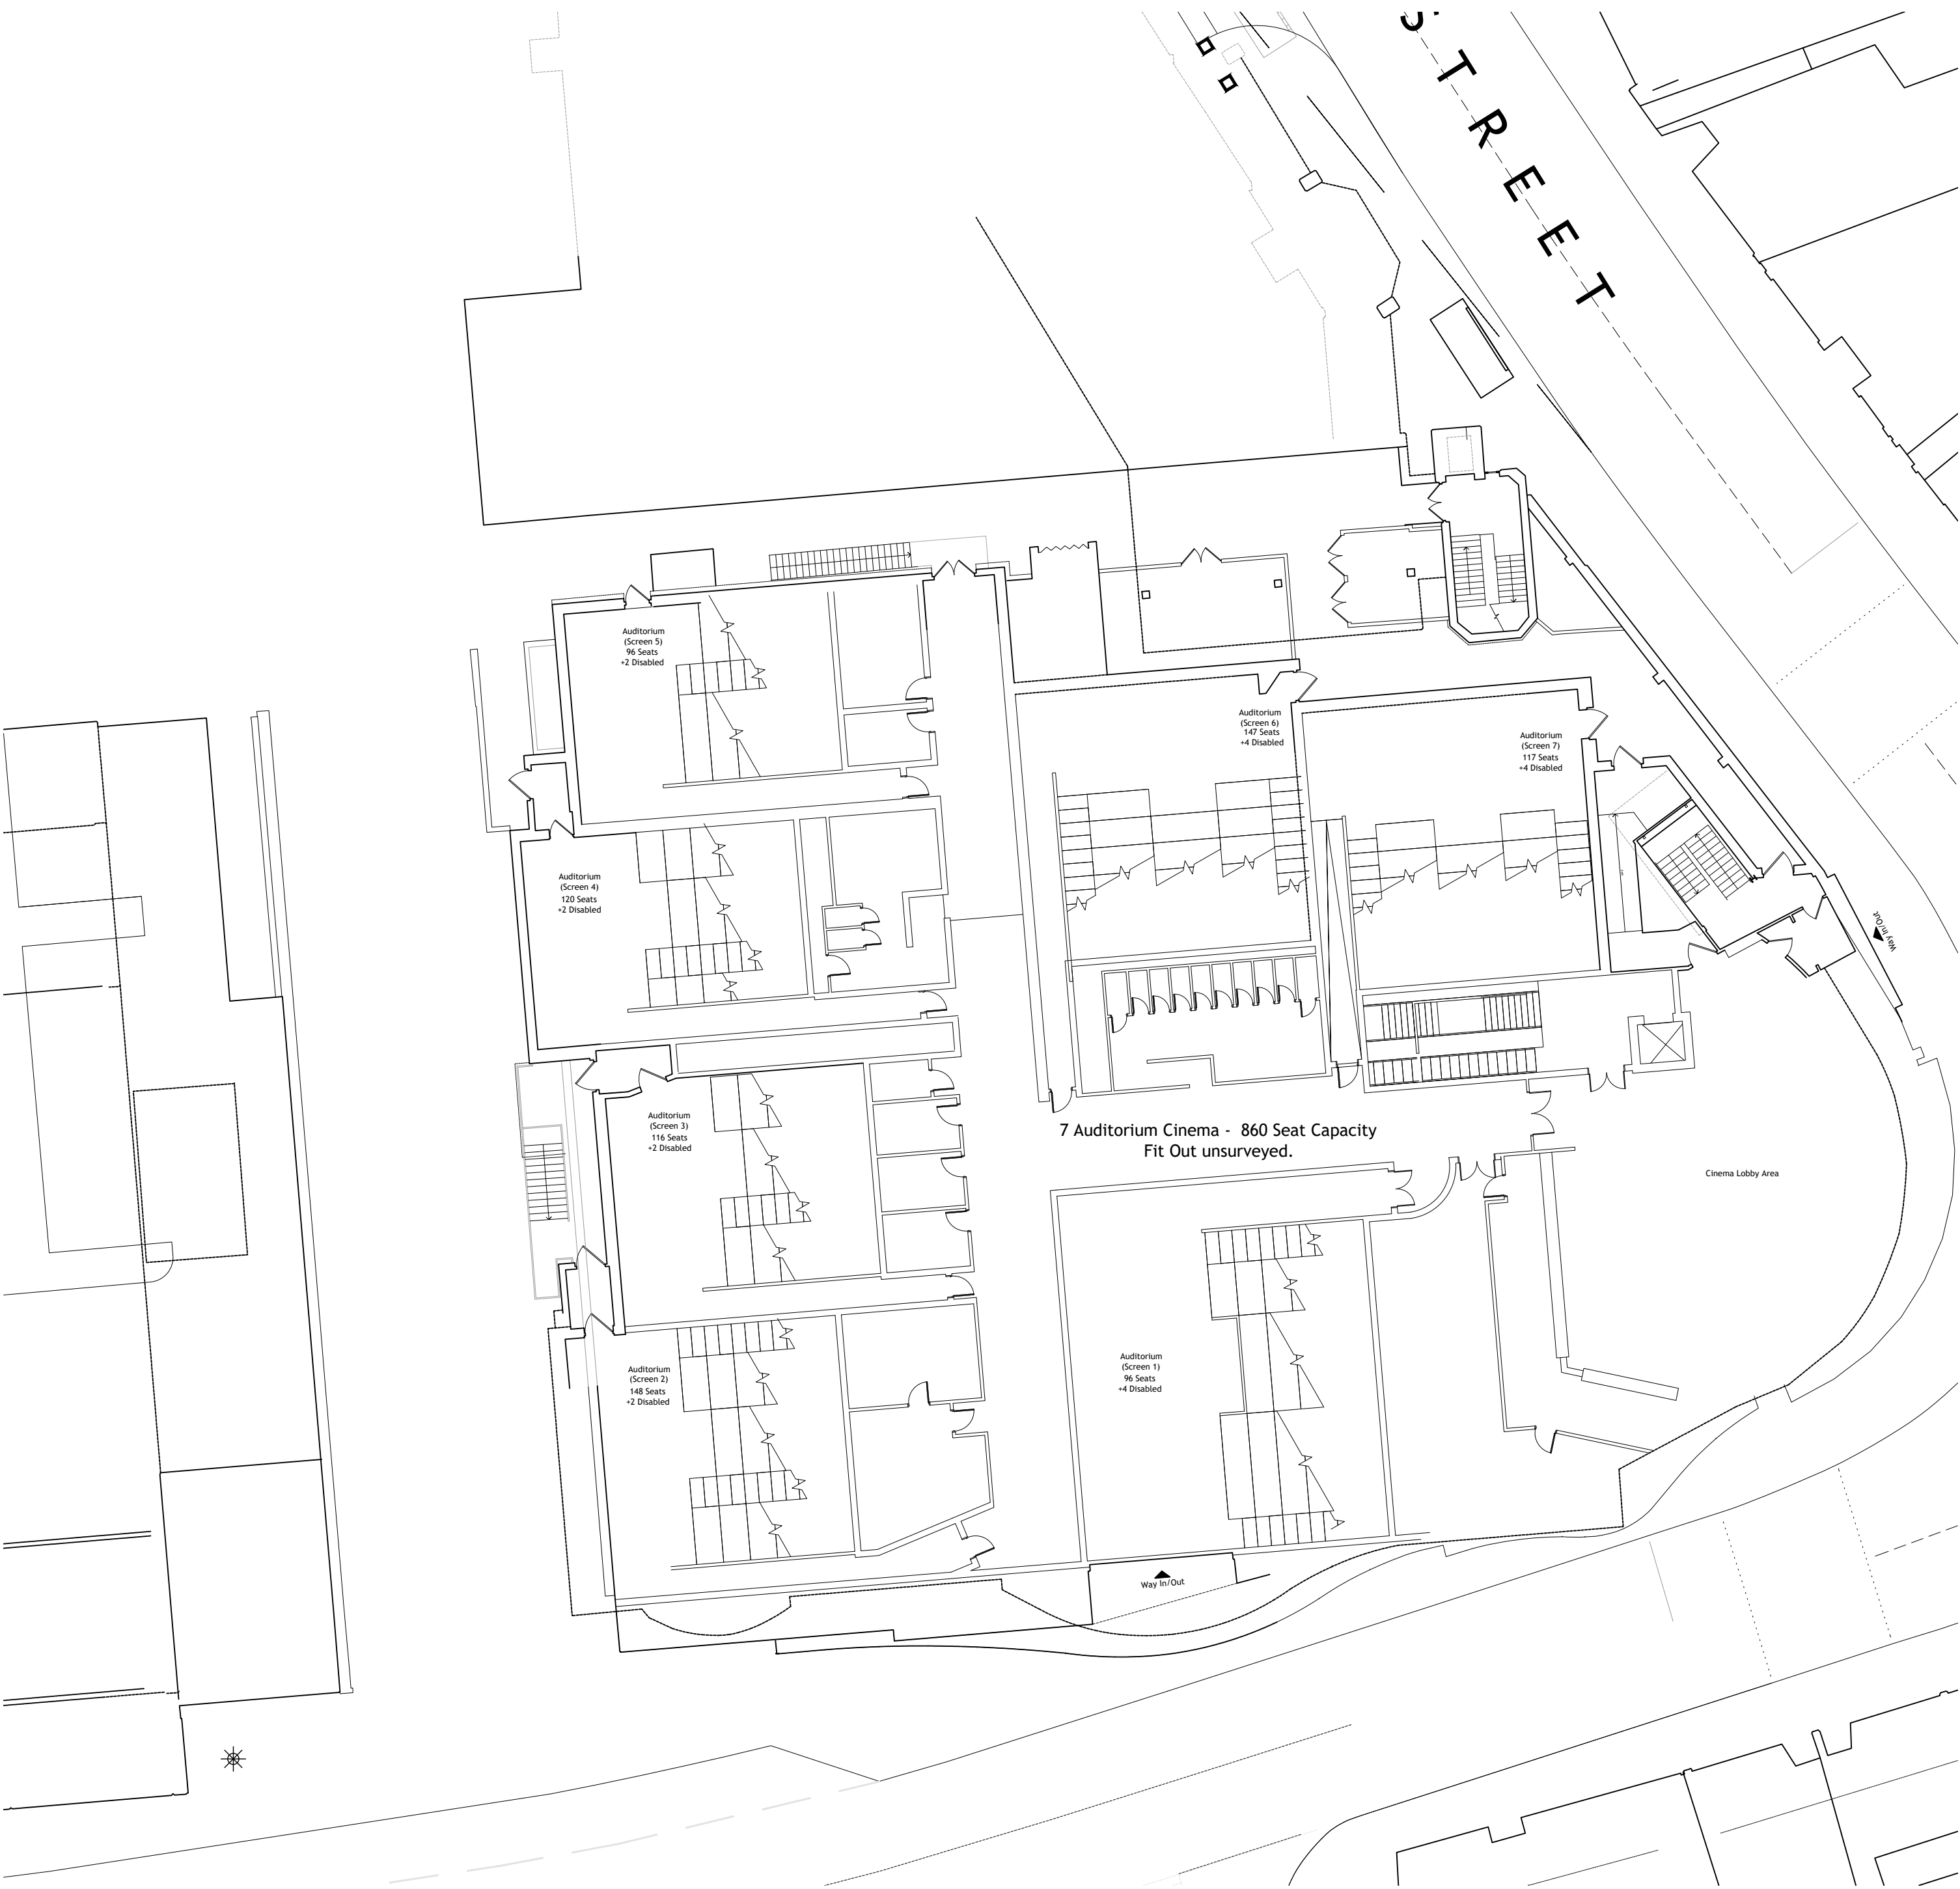 STREET
Auditorium
(Screen 5)
96 Seats
+2 Disabled
Auditorium
(Screen 6)
147 Seats
+4 Disabled
Auditorium
(Screen 7)
117 Seats
+4 Disabled
Auditorium
(Screen 4)
120 Seats
+2 Disabled
Way In/Out
Auditorium
(Screen 3)
116 Seats
+2 Disabled
7 Auditorium Cinema - 860 Seat Capacity
Fit Out unsurveyed.
Cinema Lobby Area
Auditorium
(Screen 2)
148 Seats
+2 Disabled
Auditorium
(Screen 1)
96 Seats
+4 Disabled
Way In/Out